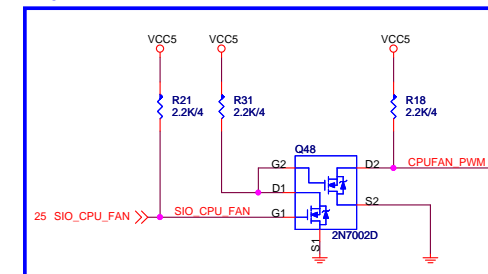 VCC5 VCC5 VCC5
R21 R31 R18
2.2K/4 2.2K/4 2.2K/4
Q48
G2 D2 CPUFAN_PWM
D1 S2
25 SIO_CPU_FAN SIO_CPU_FAN G1
S1 2N7002D